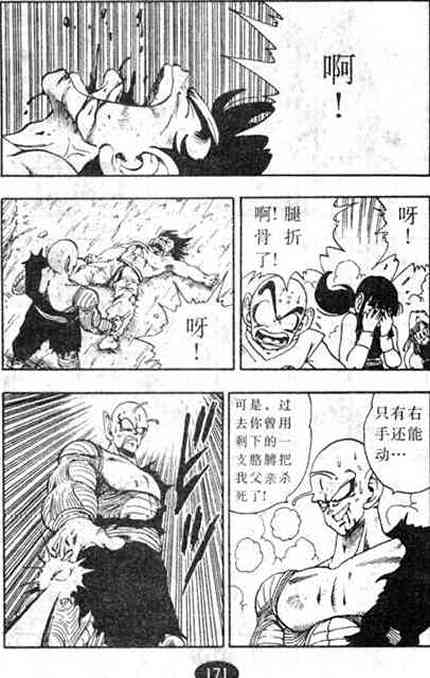 啊！
呀！
啊！腿
骨折
了！
呀！
只有右
手还能
动…
可是，过
去你曾用
剩下的一
支胳膊把
我父亲杀
死了！
171